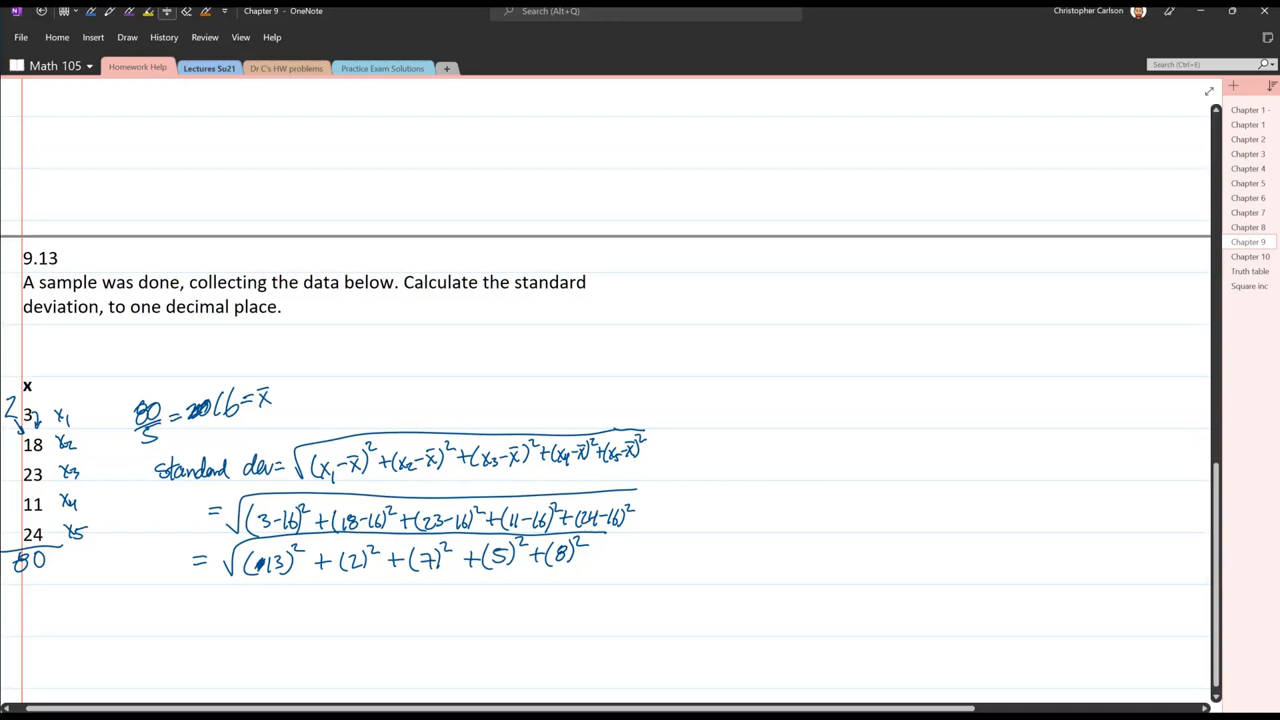 Chapter 9 - OneNote
Search (Alt+Q)
Christopher Carlson
File Home Insert Draw History Review View Help
Math 105 Homework Help Lectures Su21 Dr C's HW problems Practice Exam Solutions
Search (Ctrl+E)
Chapter 1 -
Chapter 1
Chapter 2
Chapter 3
Chapter 4
Chapter 5
Chapter 6
Chapter 7
Chapter 8
Chapter 9
Chapter 10
Truth table
Square inc
9.13
A sample was done, collecting the data below. Calculate the standard
deviation, to one decimal place.
x
2
3 x₁
18 x₂
23 x₃
11 x₄
24 x₅
80
80/5 = 16 = x̄
standard dev = √(x₁-x̄)² + (x₂-x̄)² + (x₃-x̄)² + (x₄-x̄)² + (x₅-x̄)²
= √(3-16)² + (18-16)² + (23-16)² + (11-16)² + (24-16)²
= √(13)² + (2)² + (7)² + (5)² + (8)²